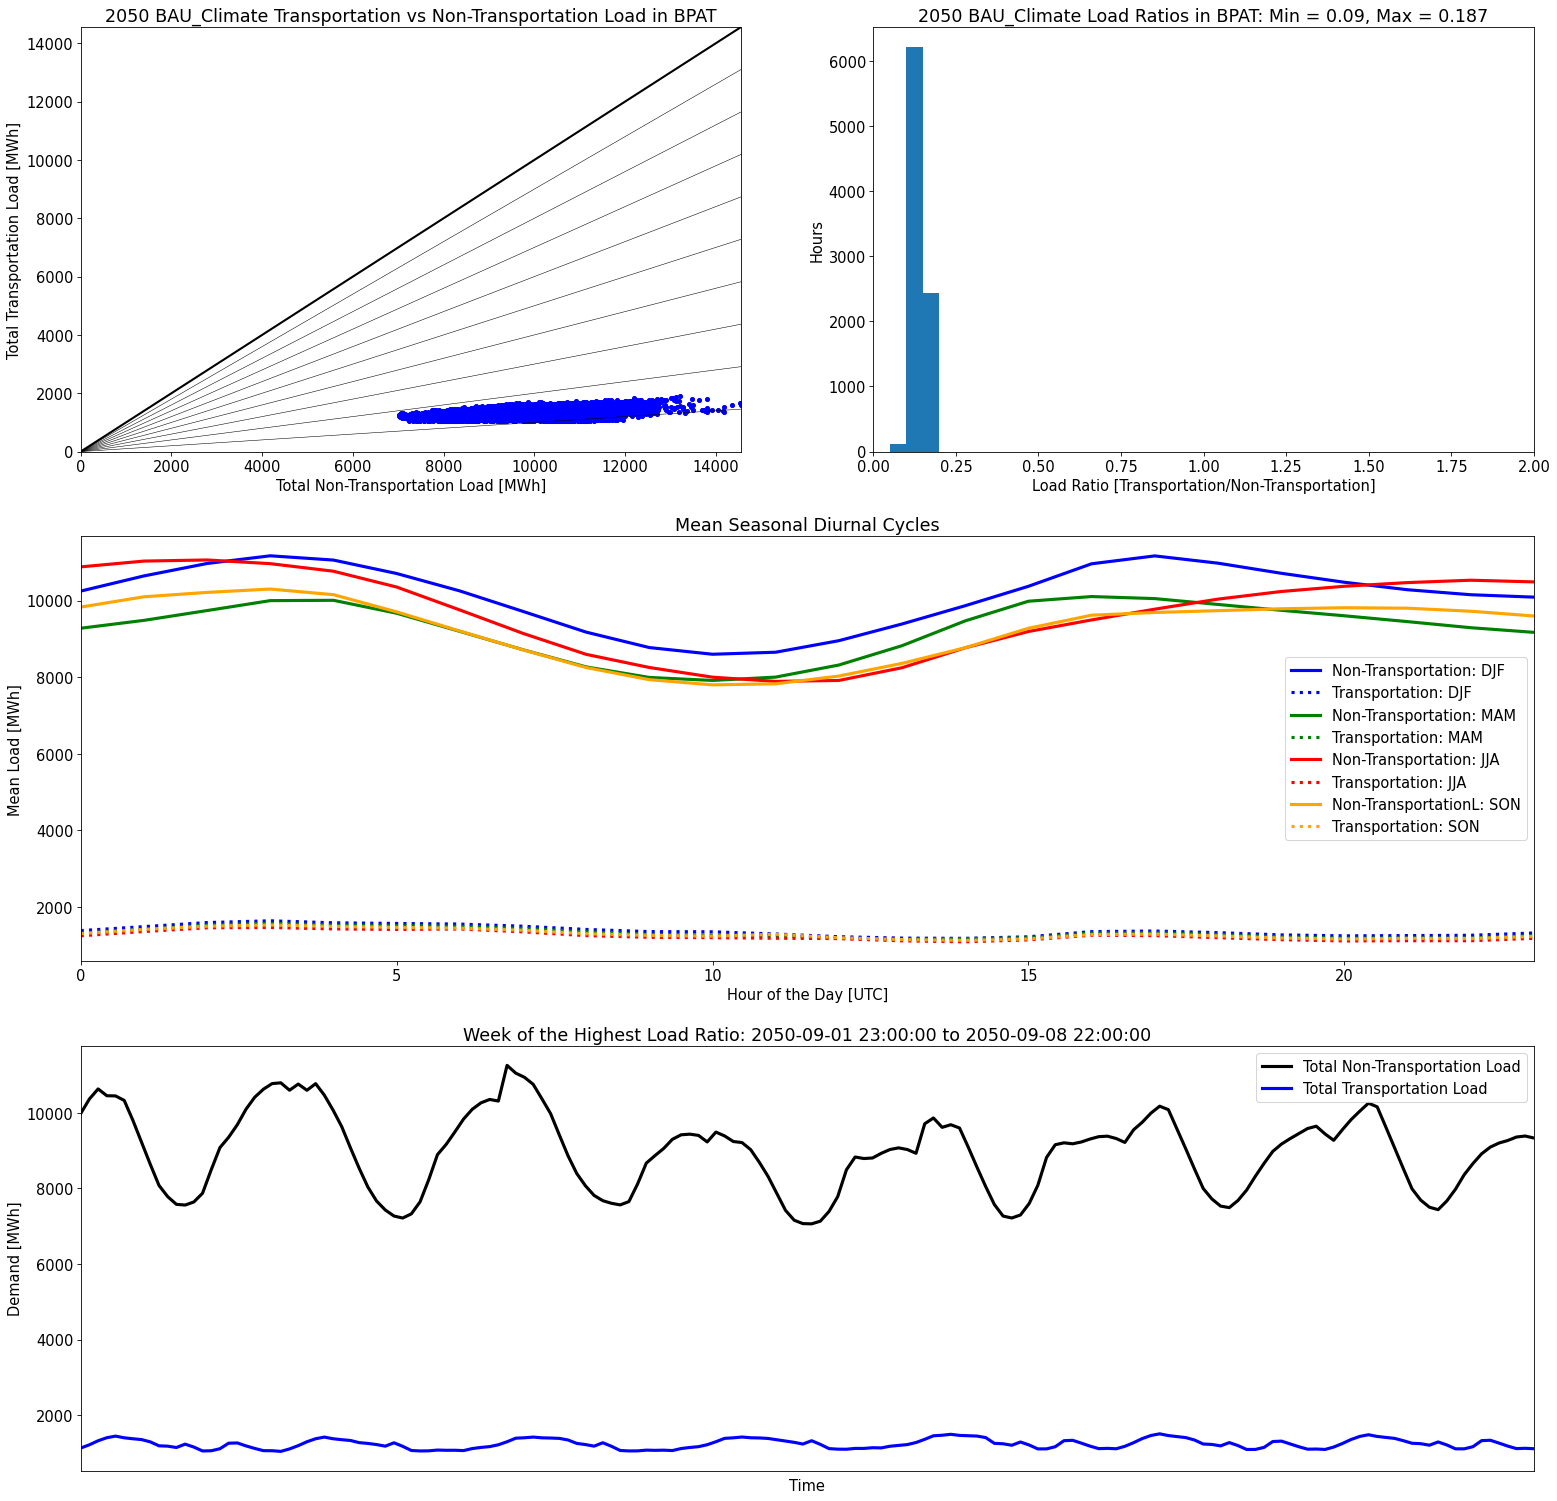 2050 BAU_Climate Transportation vs Non-Transportation Load in BPAT
14000
12000
10000
8000
6000
4000
2000
0
Total Transportation Load [MWh]
0 2000 4000 6000 8000 10000 12000 14000
Total Non-Transportation Load [MWh]
2050 BAU_Climate Load Ratios in BPAT: Min = 0.09, Max = 0.187
6000
5000
4000
3000
2000
1000
0
Hours
0.00 0.25 0.50 0.75 1.00 1.25 1.50 1.75 2.00
Load Ratio [Transportation/Non-Transportation]
Mean Seasonal Diurnal Cycles
10000
8000
6000
4000
2000
Mean Load [MWh]
Non-Transportation: DJF
Transportation: DJF
Non-Transportation: MAM
Transportation: MAM
Non-Transportation: JJA
Transportation: JJA
Non-TransportationL: SON
Transportation: SON
0 5 10 15 20
Hour of the Day [UTC]
Week of the Highest Load Ratio: 2050-09-01 23:00:00 to 2050-09-08 22:00:00
Total Non-Transportation Load
Total Transportation Load
10000
8000
6000
4000
2000
Demand [MWh]
Time